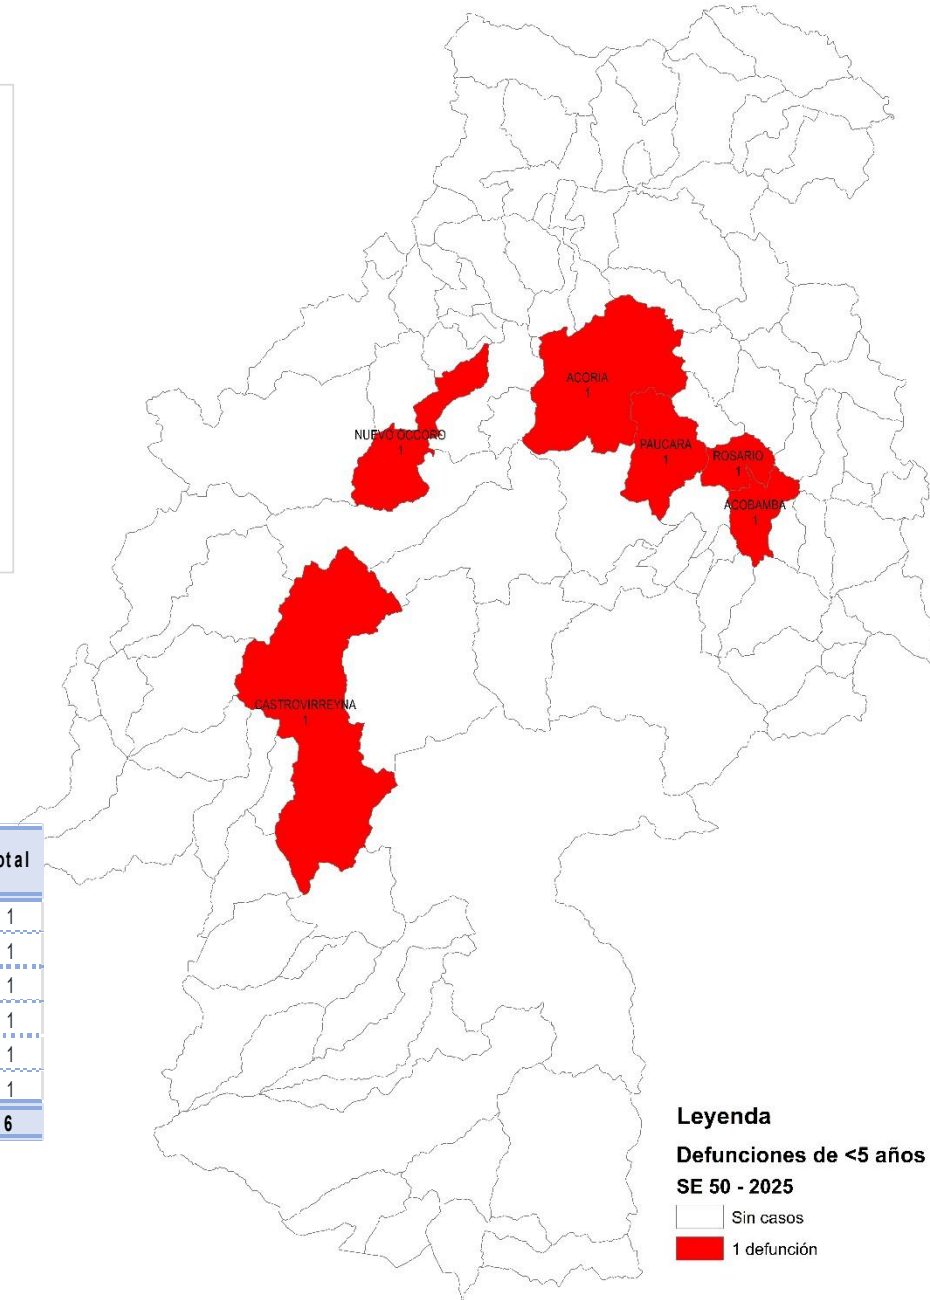 ACORIA
1
NUEVO OCCORO
1
PAUCARA
1
ROSARIO
1
ACOBAMBA
1
CASTROVIRREYNA
1
otal
1
1
1
1
1
1
6
Leyenda
Defunciones de <5 años
SE 50 - 2025
Sin casos
1 defunción